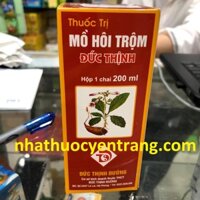 Thuốc Trị
MỒ HÔI TRỘM
ĐỨC THỊNH
Hộp 1 chai 200 ml
nhathuocyentrang.com
ĐỨC THỊNH ĐƯỜNG